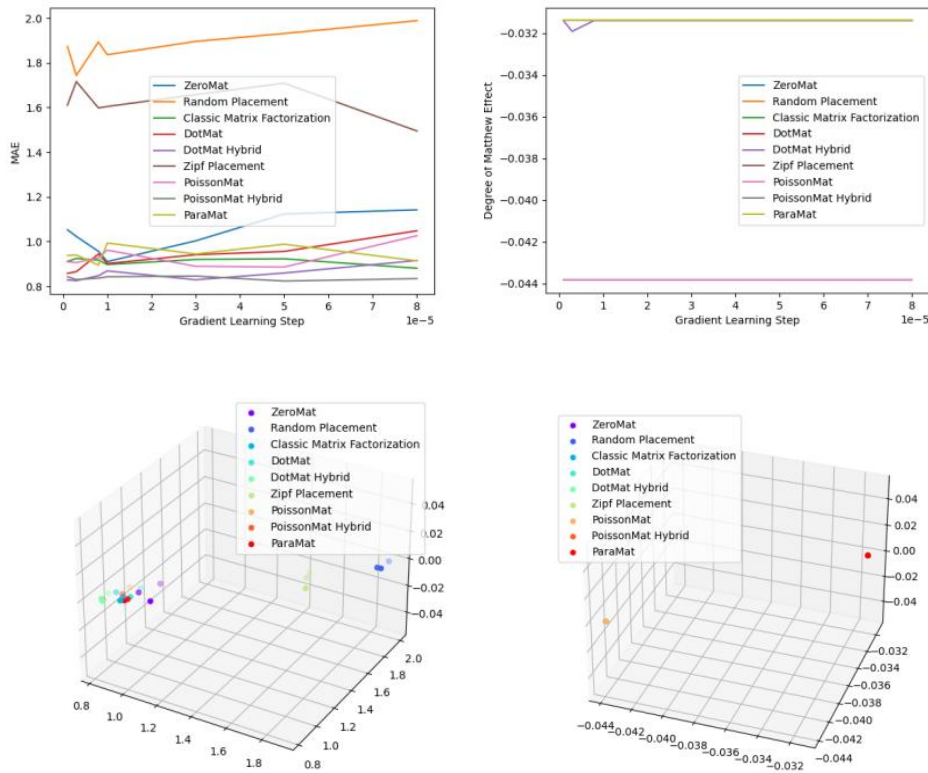 2.0
1.8
1.6
1.4
1.2
1.0
0.8
MAE
ZeroMat
Random Placement
Classic Matrix Factorization
DotMat
DotMat Hybrid
Zipf Placement
PoissonMat
PoissonMat Hybrid
ParaMat
0 1 2 3 4 5 6 7 8
1e−5
Gradient Learning Step
−0.032
−0.034
−0.036
−0.038
−0.040
−0.042
−0.044
Degree of Matthew Effect
ZeroMat
Random Placement
Classic Matrix Factorization
DotMat
DotMat Hybrid
Zipf Placement
PoissonMat
PoissonMat Hybrid
ParaMat
0 1 2 3 4 5 6 7 8
1e−5
Gradient Learning Step
ZeroMat
Random Placement
Classic Matrix Factorization
DotMat
DotMat Hybrid
Zipf Placement
PoissonMat
PoissonMat Hybrid
ParaMat
0.04
0.02
0.00
−0.02
−0.04
2.0
1.8
1.6
1.4
1.2
1.0
0.8
0.8 1.0 1.2 1.4 1.6 1.8
ZeroMat
Random Placement
Classic Matrix Factorization
DotMat
DotMat Hybrid
Zipf Placement
PoissonMat
PoissonMat Hybrid
ParaMat
0.04
0.02
0.00
−0.02
−0.04
−0.032
−0.034
−0.036
−0.038
−0.040
−0.042
−0.044
−0.044 −0.042 −0.040 −0.038 −0.036 −0.034 −0.032